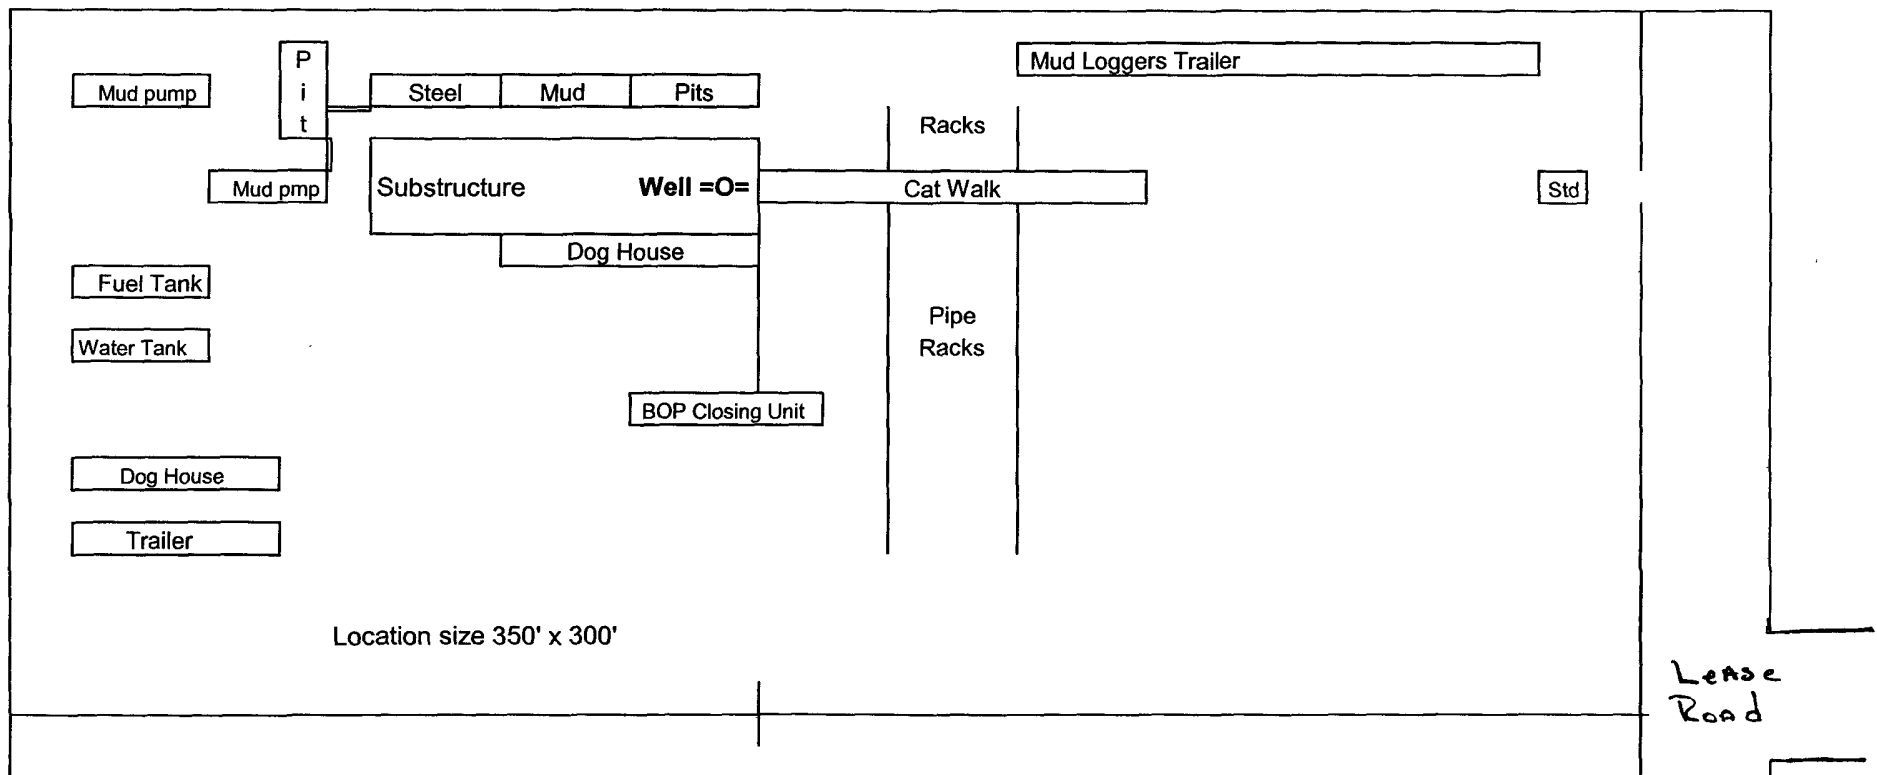 Mud Loggers Trailer
Pit
Mud pump
Steel Mud Pits
Racks
Mud pmp
Substructure
Well =O=
Cat Walk
Std
Dog House
Fuel Tank
Pipe
Racks
Water Tank
BOP Closing Unit
Dog House
Trailer
Location size 350' x 300'
Lease
Road